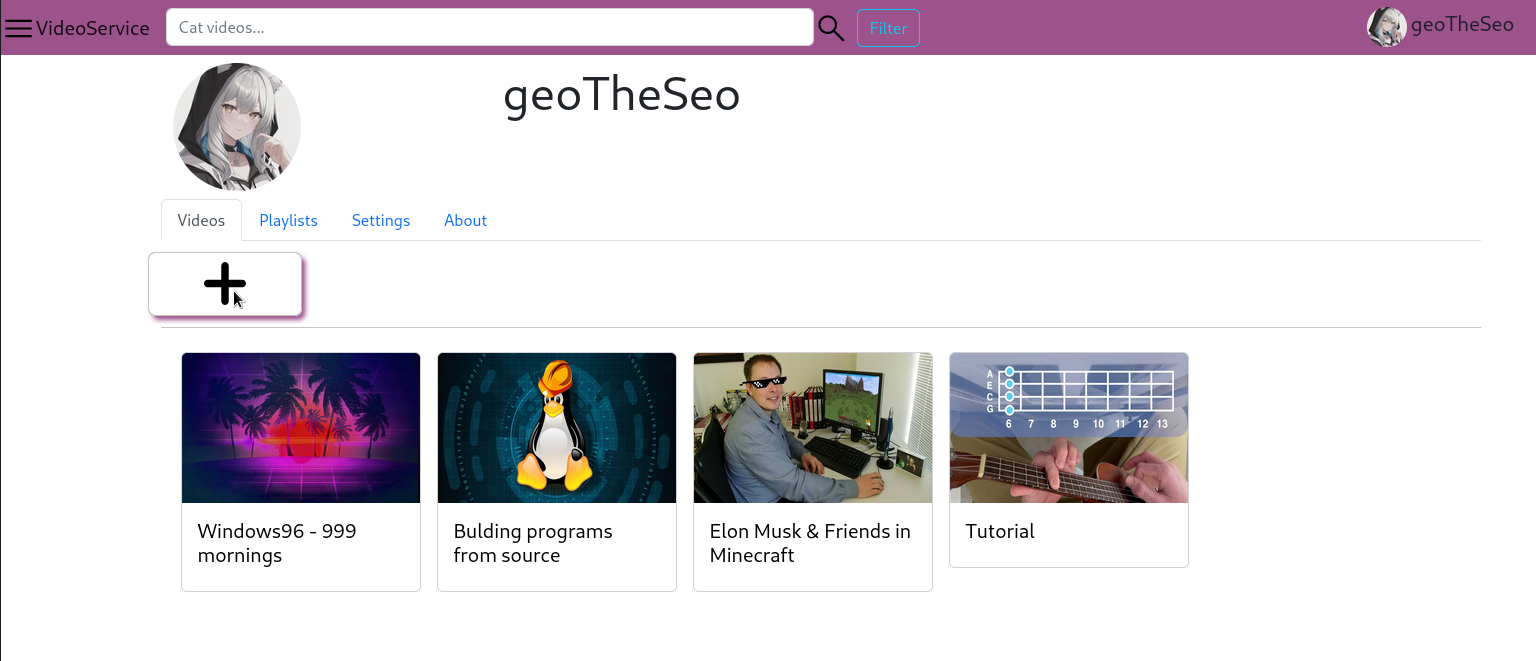 VideoService
Cat videos...
Filter
geoTheSeo
geoTheSeo
Videos
Playlists
Settings
About
A
E
C
G
6 7 8 9 10 11 12 13
Windows96 - 999
mornings
Bulding programs
from source
Elon Musk & Friends in
Minecraft
Tutorial